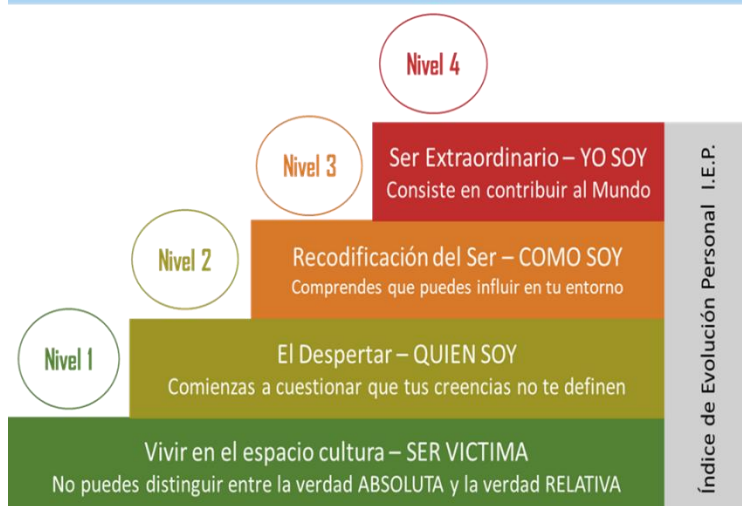 Nivel 4
Ser Extraordinario – YO SOY
Consiste en contribuir al Mundo
Nivel 3
Recodificación del Ser – COMO SOY
Comprendes que puedes influir en tu entorno
Nivel 2
El Despertar – QUIEN SOY
Comienzas a cuestionar que tus creencias no te definen
Nivel 1
Vivir en el espacio cultura – SER VICTIMA
No puedes distinguir entre la verdad ABSOLUTA y la verdad RELATIVA
Índice de Evolución Personal I.E.P.